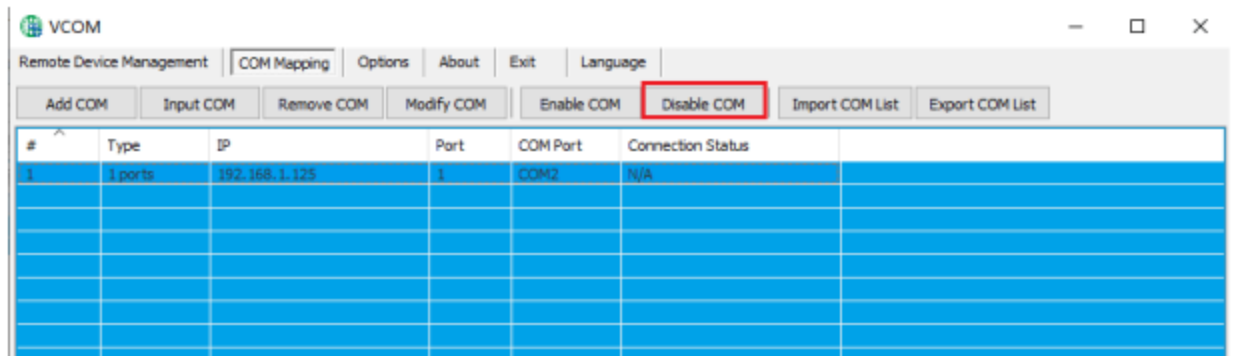 VCOM
Remote Device Management COM Mapping Options About Exit Language
Add COM Input COM Remove COM Modify COM Enable COM Disable COM Import COM List Export COM List
# Type IP Port COM Port Connection Status
1 1 ports 192.168.1.125 1 COM2 N/A